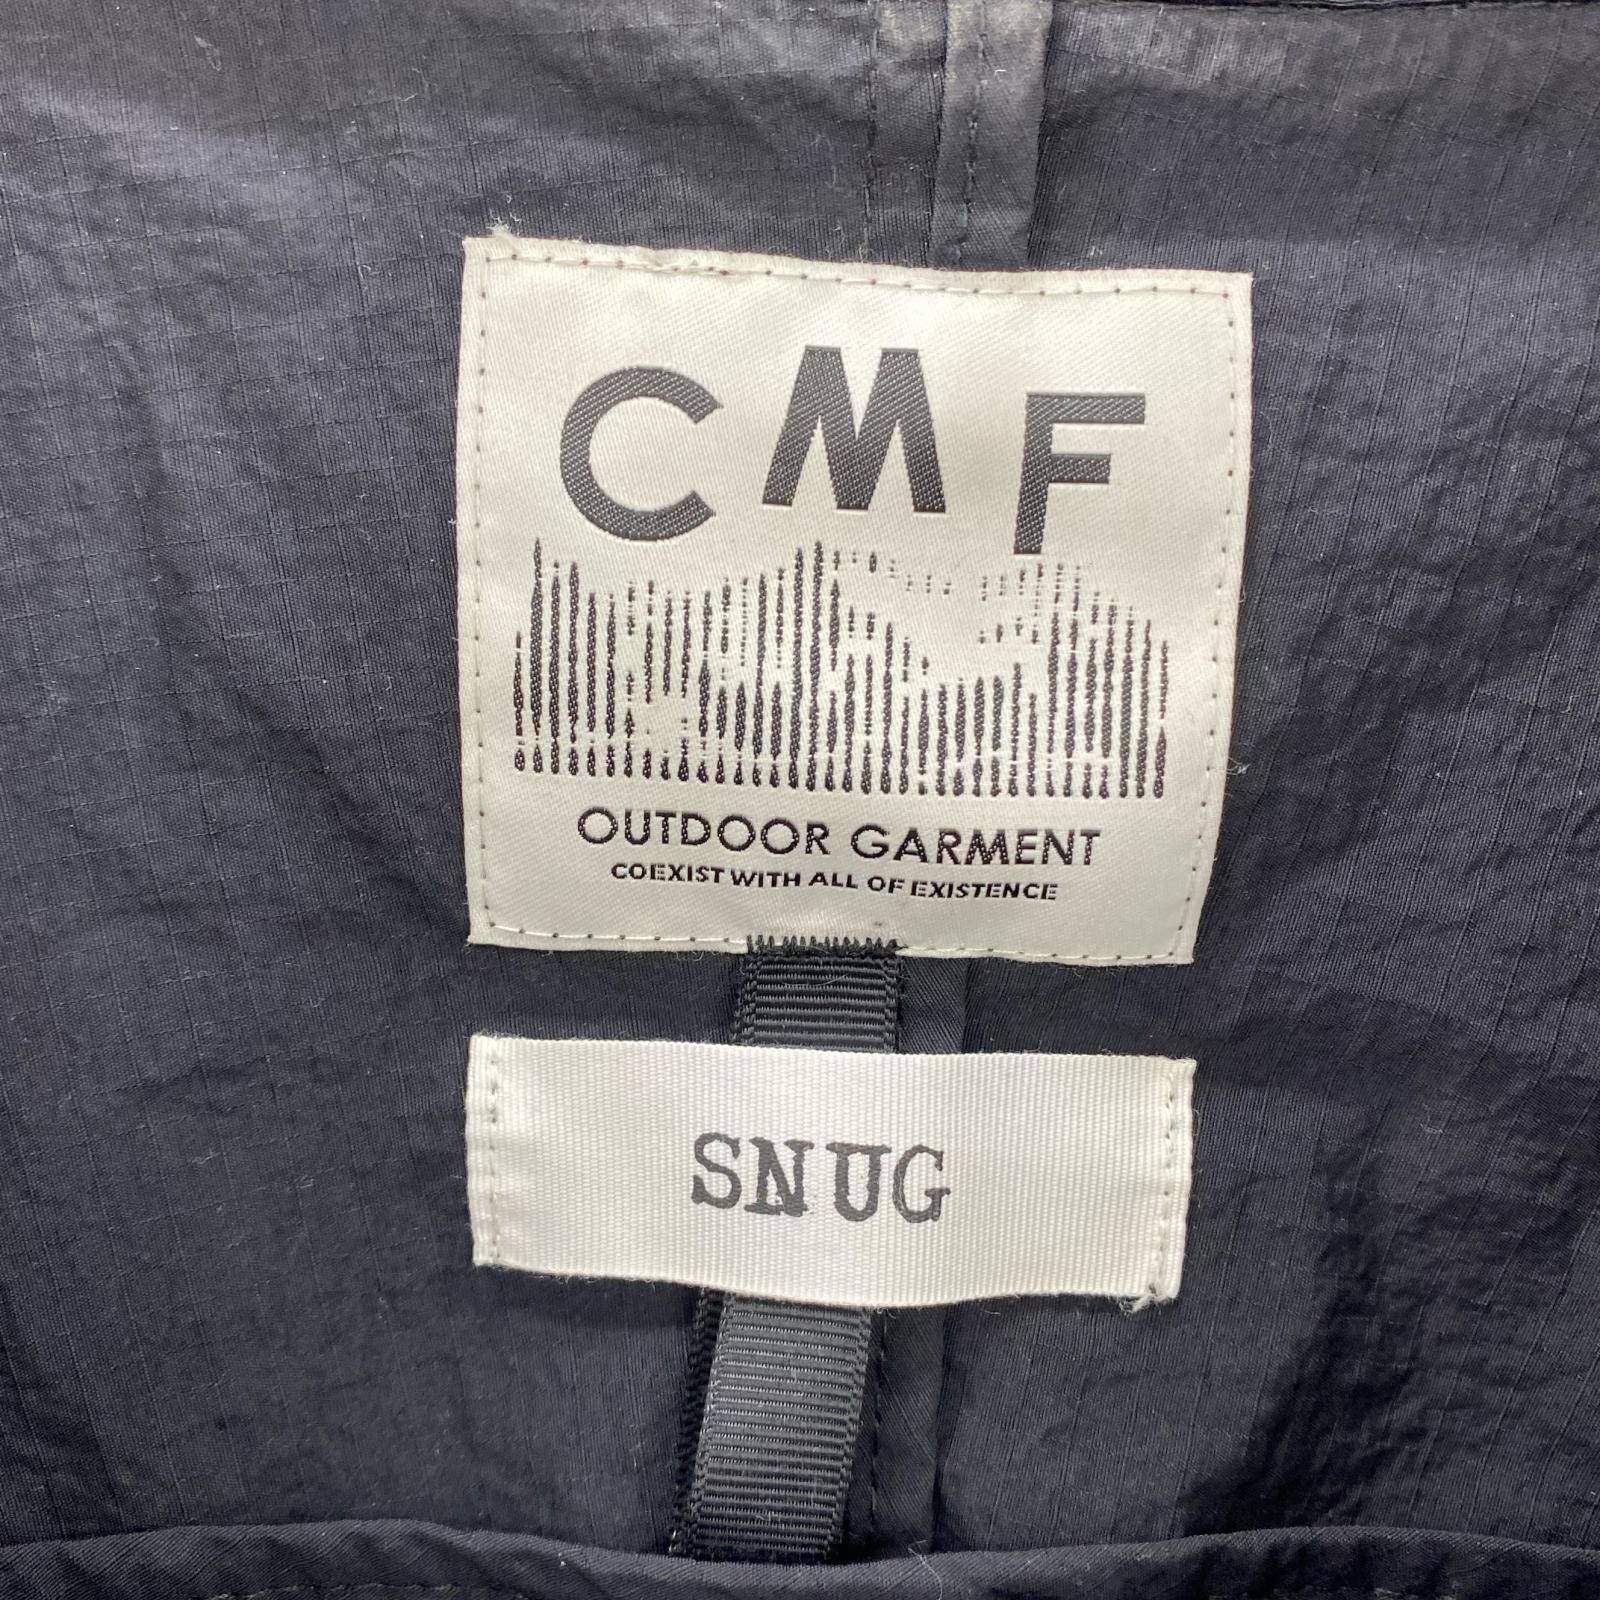 CMF
OUTDOOR GARMENT
COEXIST WITH ALL OF EXISTENCE
SNUG